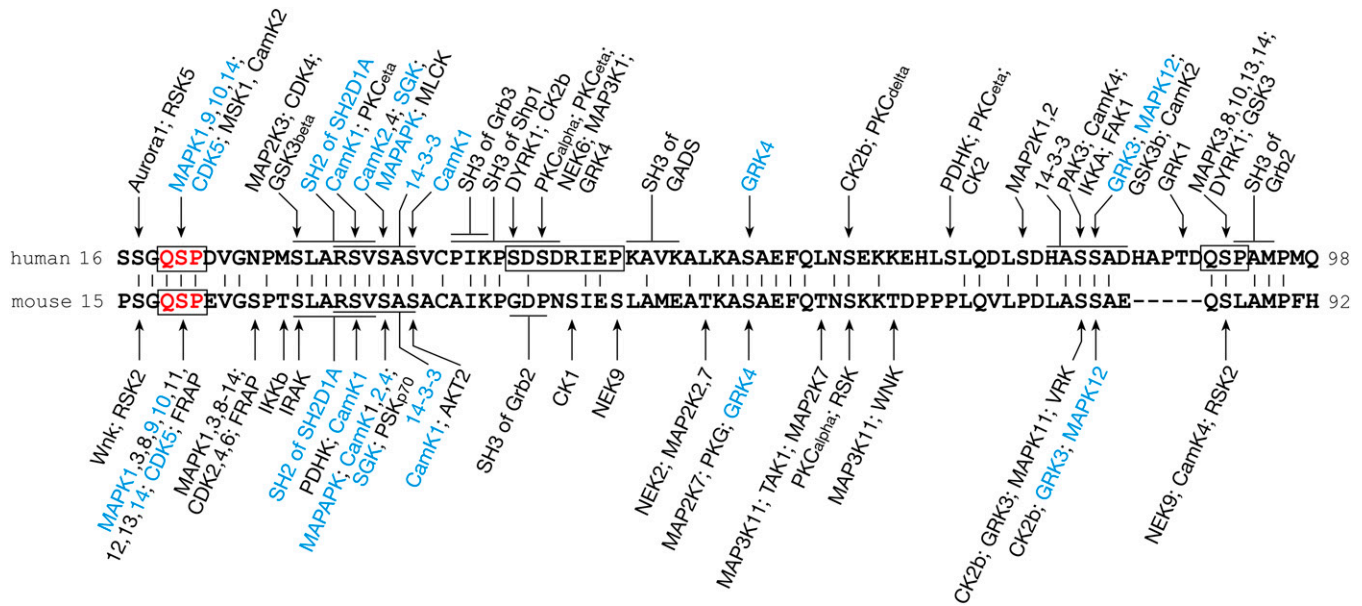 Aurora1; RSK5
MAPK1,9,10,14;
CDK5; MSK1, CamK2
MAP2K3; CDK4;
GSK3beta
SH2 of SH2D1A
CamK1; PKCeta
CamK2,4; SGK;
MAPAPK; MLCK
14-3-3
CamK1
SH3 of Grb3
SH3 of Shp1
DYRK1; CK2b
PKCalpha; PKCeta;
NEK6; MAP3K1;
GRK4
SH3 of
GADS
GRK4
CK2b; PKCdelta
PDHK; PKCeta;
CK2
MAP2K1,2
14-3-3
PAK3; CamK4;
IKKA; FAK1
GRK3; MAPK12;
GSK3b; CamK2
GRK1
MAPK3,8,10,13,14;
DYRK1; GSK3
SH3 of
Grb2
human 16 SSGQSPDVGNPMSLARSVSASVCPIKPSDSDRIEPKAVKALKASAEFQLNSEKKEHLSLQDLSDHASSADHAPTDQSPAMPMQ 98
mouse 15 PSGQSPEVGSPTSLARSVSASACAIKPGDPNSIESLAMEATKASAEFQTNSKKTDPPPLQVLPDLASSAE-----QSLAMPFH 92
Wnk; RSK2
MAPK1,3,8,9,10,11,
12,13,14; CDK5; FRAP
MAPK1,3,8-14;
CDK2,4,6; FRAP
IKKb
IRAK
SH2 of SH2D1A
PDHK; CamK1
MAPAPK; CamK1,2,4;
SGK; PSKp70
14-3-3
CamK1; AKT2
SH3 of Grb2
CK1
NEK9
NEK2; MAP2K2,7
MAP2K7; PKG; GRK4
MAP3K11; TAK1; MAP2K7
PKCalpha; RSK
MAP3K11; WNK
CK2b; GRK3; MAPK11; VRK
CK2b; GRK3; MAPK12
NEK9; CamK4; RSK2